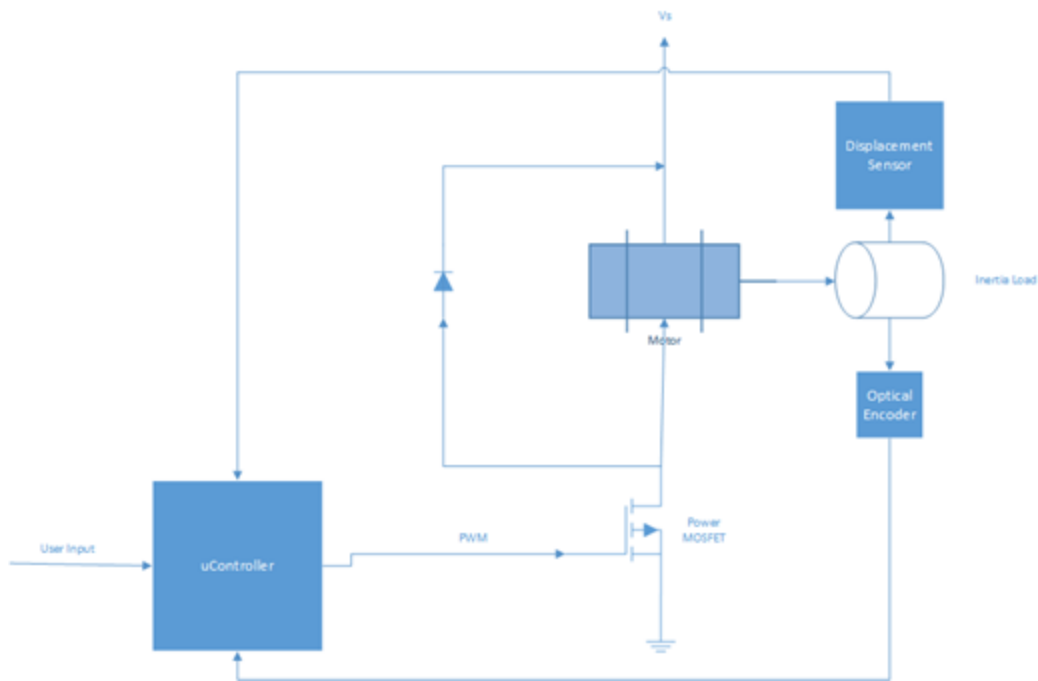 Vs
Displacement
Sensor
Inertia Load
Motor
Optical
Encoder
Power
MOSFET
PWM
User Input
uController